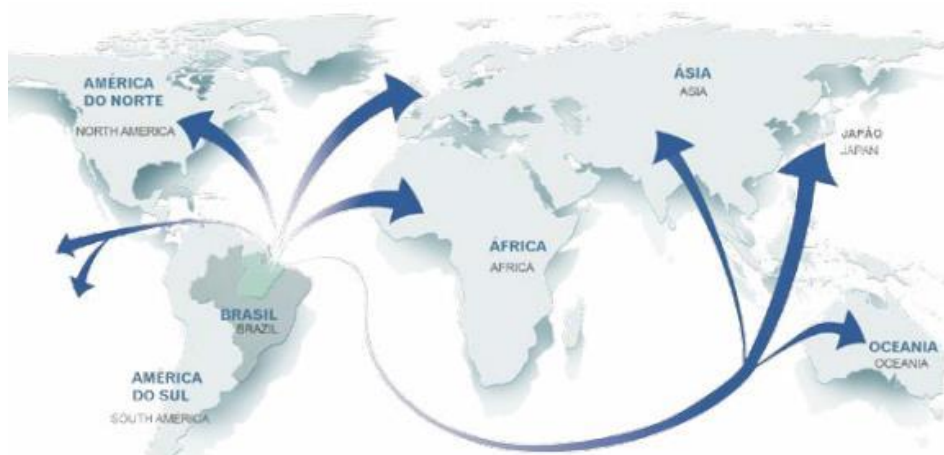 AMÉRICA
DO NORTE
NORTH AMERICA
ÁSIA
ASIA
JAPÃO
JAPAN
ÁFRICA
AFRICA
BRASIL
BRAZIL
OCEANIA
OCEANIA
AMÉRICA
DO SUL
SOUTH AMERICA